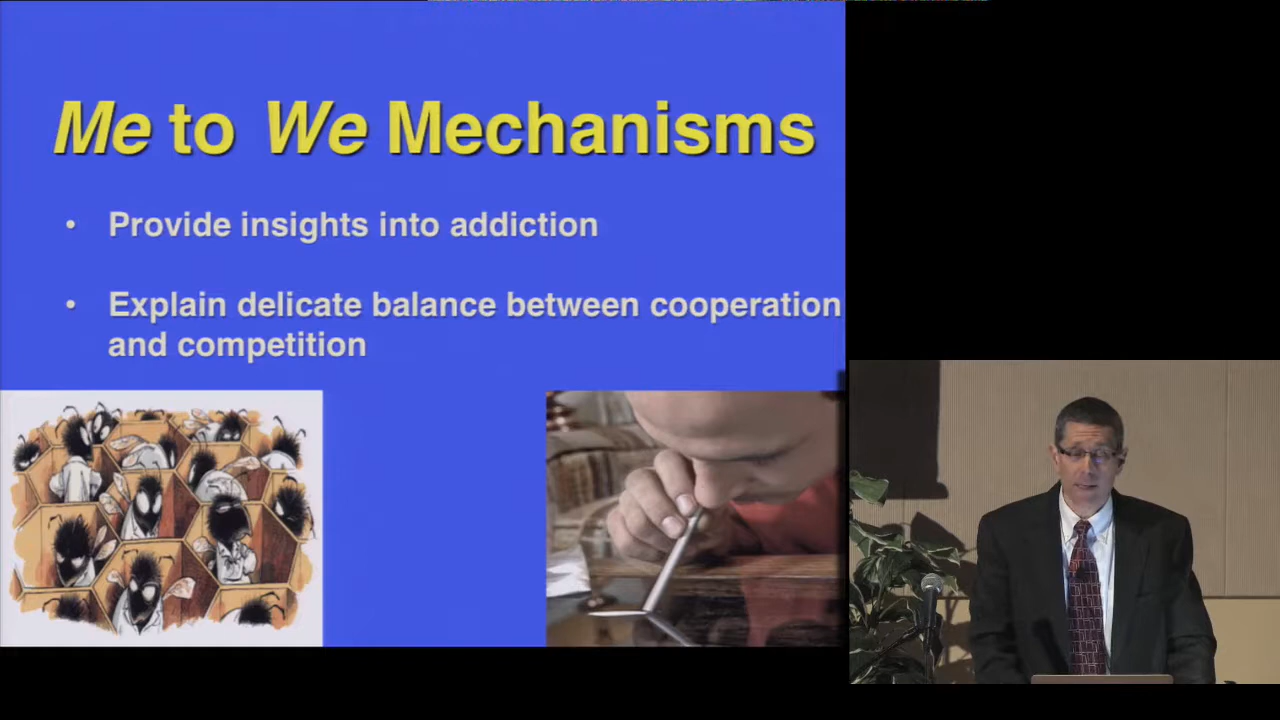 Me to We Mechanisms
• Provide insights into addiction
• Explain delicate balance between cooperation
and competition